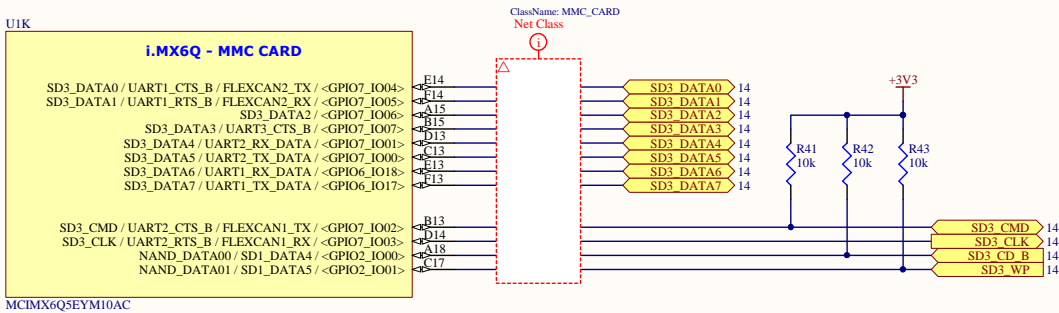 ClassName: MMC_CARD
Net Class
i
U1K
i.MX6Q - MMC CARD
SD3_DATA0 / UART1_CTS_B / FLEXCAN2_TX / <GPIO7_IO04> E14 SD3_DATA0 14
SD3_DATA1 / UART1_RTS_B / FLEXCAN2_RX / <GPIO7_IO05> F14 SD3_DATA1 14
SD3_DATA2 / <GPIO7_IO06> A15 SD3_DATA2 14
SD3_DATA3 / UART3_CTS_B / <GPIO7_IO07> B15 SD3_DATA3 14
SD3_DATA4 / UART2_RX_DATA / <GPIO7_IO01> D13 SD3_DATA4 14
SD3_DATA5 / UART2_TX_DATA / <GPIO7_IO00> C13 SD3_DATA5 14
SD3_DATA6 / UART1_RX_DATA / <GPIO6_IO18> E13 SD3_DATA6 14
SD3_DATA7 / UART1_TX_DATA / <GPIO6_IO17> F13 SD3_DATA7 14
+3V3
R41 R42 R43
10k 10k 10k
SD3_CMD / UART2_CTS_B / FLEXCAN1_TX / <GPIO7_IO02> B13 SD3_CMD 14
SD3_CLK / UART2_RTS_B / FLEXCAN1_RX / <GPIO7_IO03> D14 SD3_CLK 14
NAND_DATA00 / SD1_DATA4 / <GPIO2_IO00> A18 SD3_CD_B 14
NAND_DATA01 / SD1_DATA5 / <GPIO2_IO01> C17 SD3_WP 14
MCIMX6Q5EYM10AC